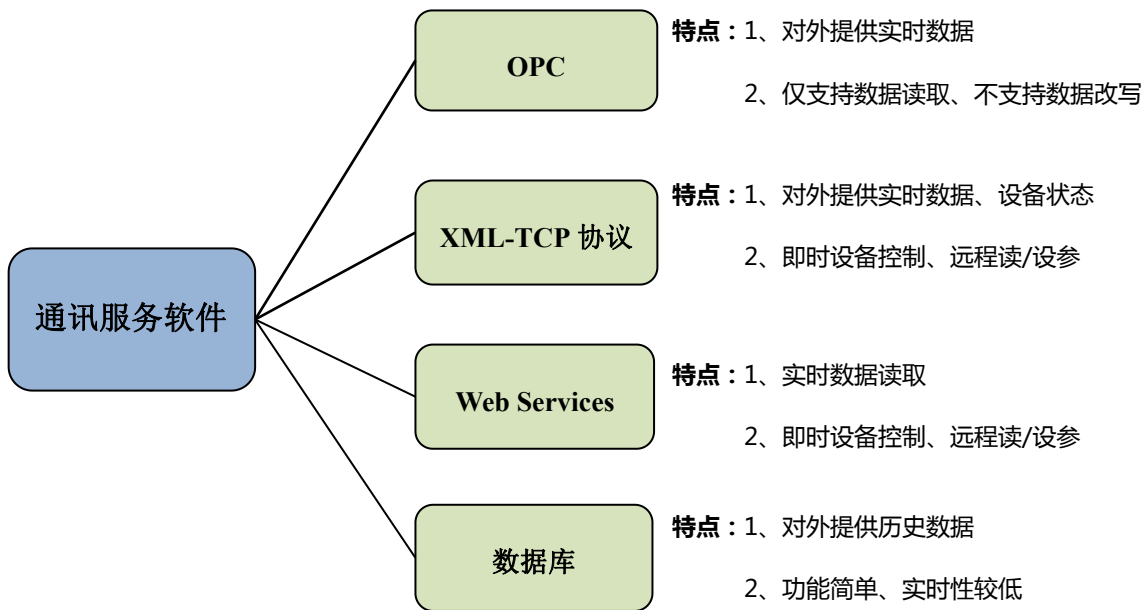 OPC
特点：1、对外提供实时数据
2、仅支持数据读取、不支持数据改写
XML-TCP 协议
特点：1、对外提供实时数据、设备状态
2、即时设备控制、远程读/设参
通讯服务软件
Web Services
特点：1、实时数据读取
2、即时设备控制、远程读/设参
数据库
特点：1、对外提供历史数据
2、功能简单、实时性较低